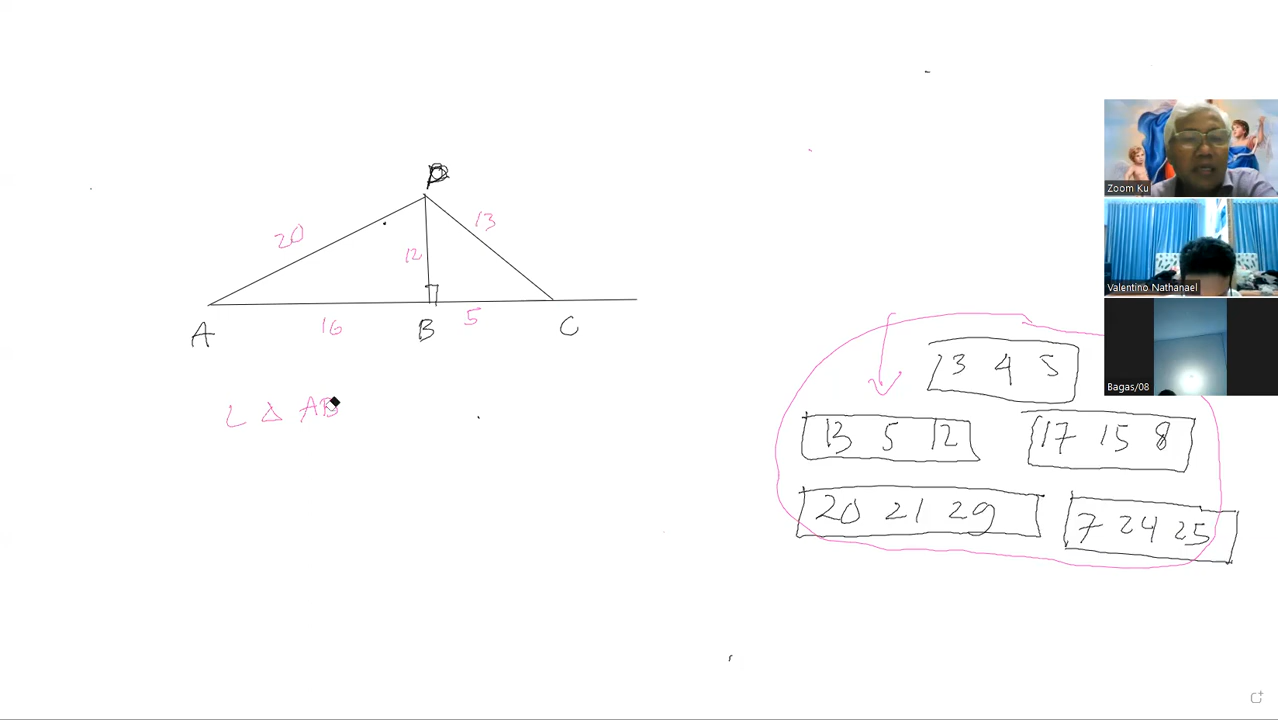 20
13
12
16
5
A
B
C
L Δ AB
3 4 5
13 5 12
17 15 8
20 21 29
7 24 25
Zoom Ku
Valentino Nathanael
Bagas/08